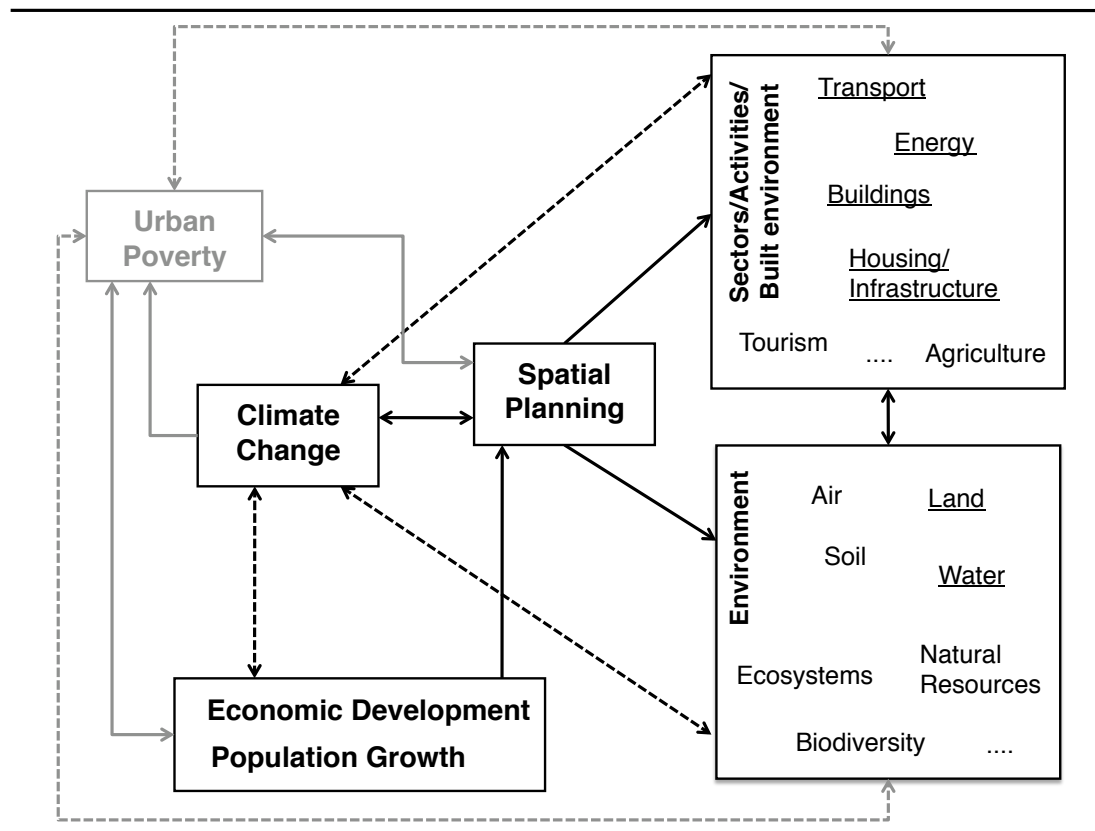 Urban
Poverty
Climate
Change
Spatial
Planning
Economic Development
Population Growth
Sectors/Activities/
Built environment
Transport
Energy
Buildings
Housing/
Infrastructure
Tourism
....
Agriculture
Environment
Air
Land
Soil
Water
Ecosystems
Natural
Resources
Biodiversity
....